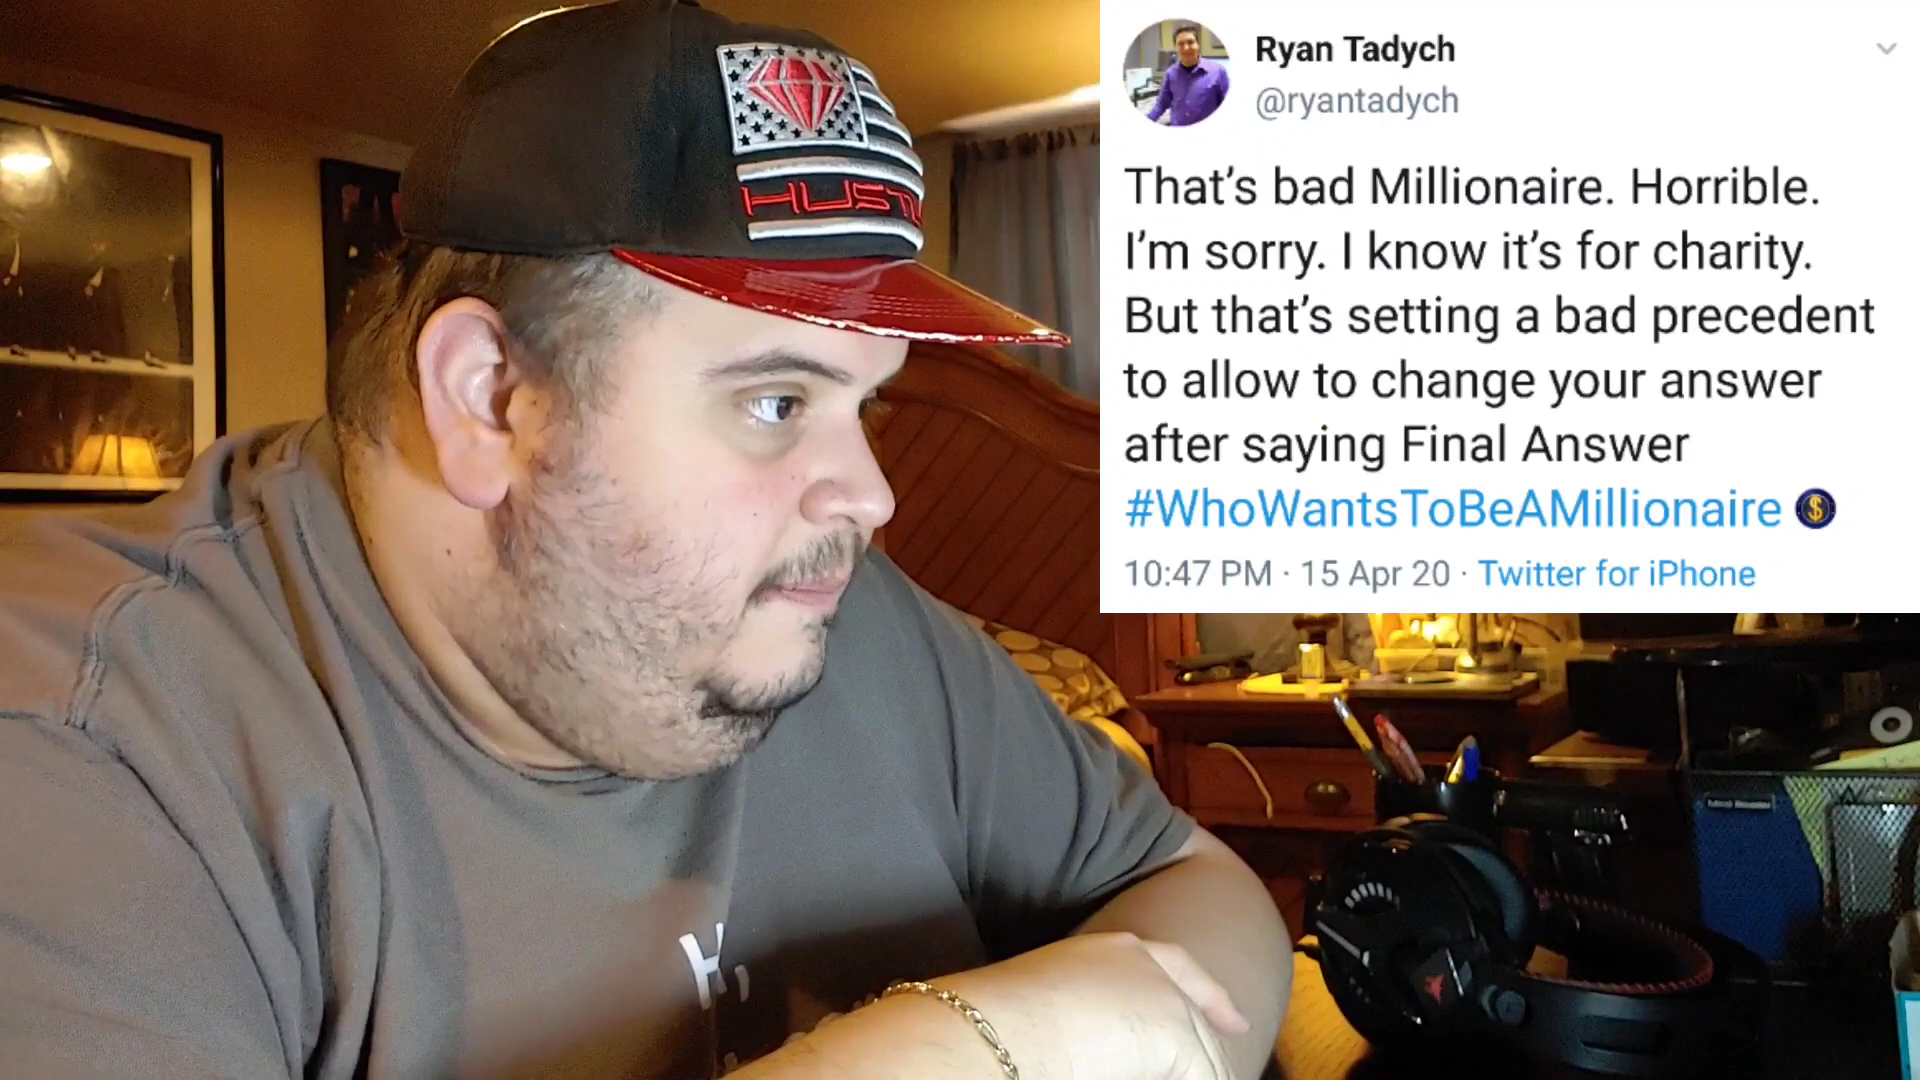 HUSTL
Ryan Tadych
@ryantadych
That's bad Millionaire. Horrible.
I'm sorry. I know it's for charity.
But that's setting a bad precedent
to allow to change your answer
after saying Final Answer
#WhoWantsToBeAMillionaire
10:47 PM · 15 Apr 20 · Twitter for iPhone